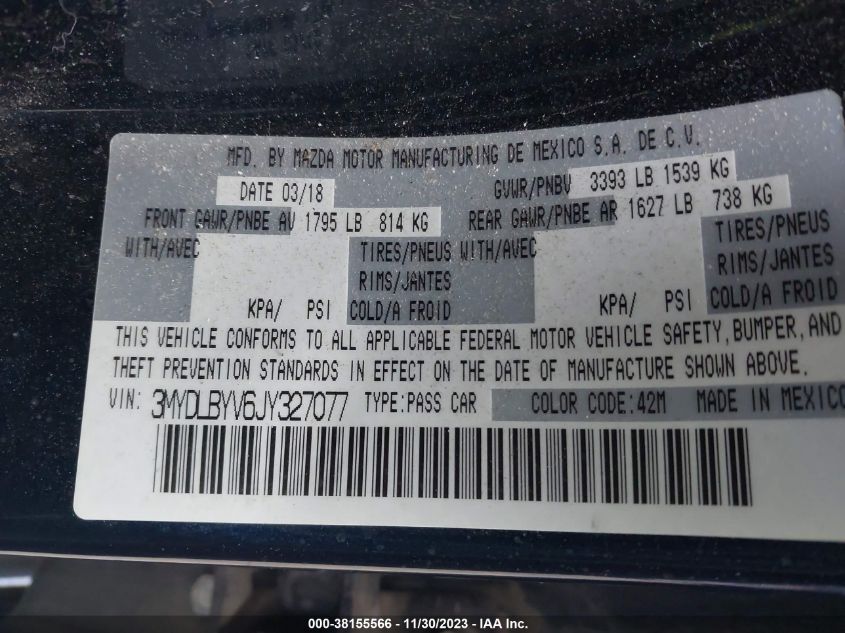 MFD. BY MAZDA MOTOR MANUFACTURING DE MEXICO S.A. DE C.V.
DATE 03/18 GVWR/PNBV 3393 LB 1539 KG
FRONT GAWR/PNBE AV 1795 LB 814 KG REAR GAWR/PNBE AR 1627 LB 738 KG
WITH/AVEC TIRES/PNEUS WITH/AVEC TIRES/PNEUS
RIMS/JANTES RIMS/JANTES
KPA/ PSI COLD/A FROID KPA/ PSI COLD/A FROID
THIS VEHICLE CONFORMS TO ALL APPLICABLE FEDERAL MOTOR VEHICLE SAFETY, BUMPER, AND
THEFT PREVENTION STANDARDS IN EFFECT ON THE DATE OF MANUFACTURE SHOWN ABOVE.
VIN: 3MYDLBYV6JY327077 TYPE:PASS CAR COLOR CODE:42M MADE IN MEXICO
000-38155566 - 11/30/2023 - IAA Inc.